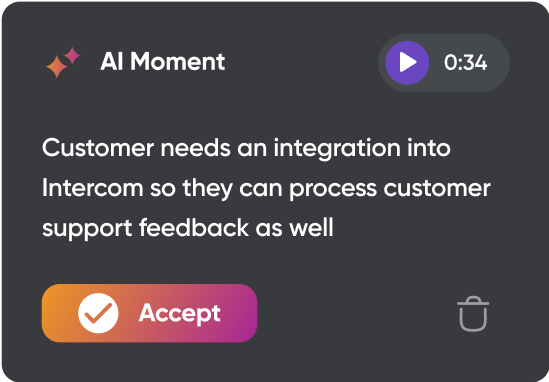 AI Moment
0:34
Customer needs an integration into
Intercom so they can process customer
support feedback as well
Accept